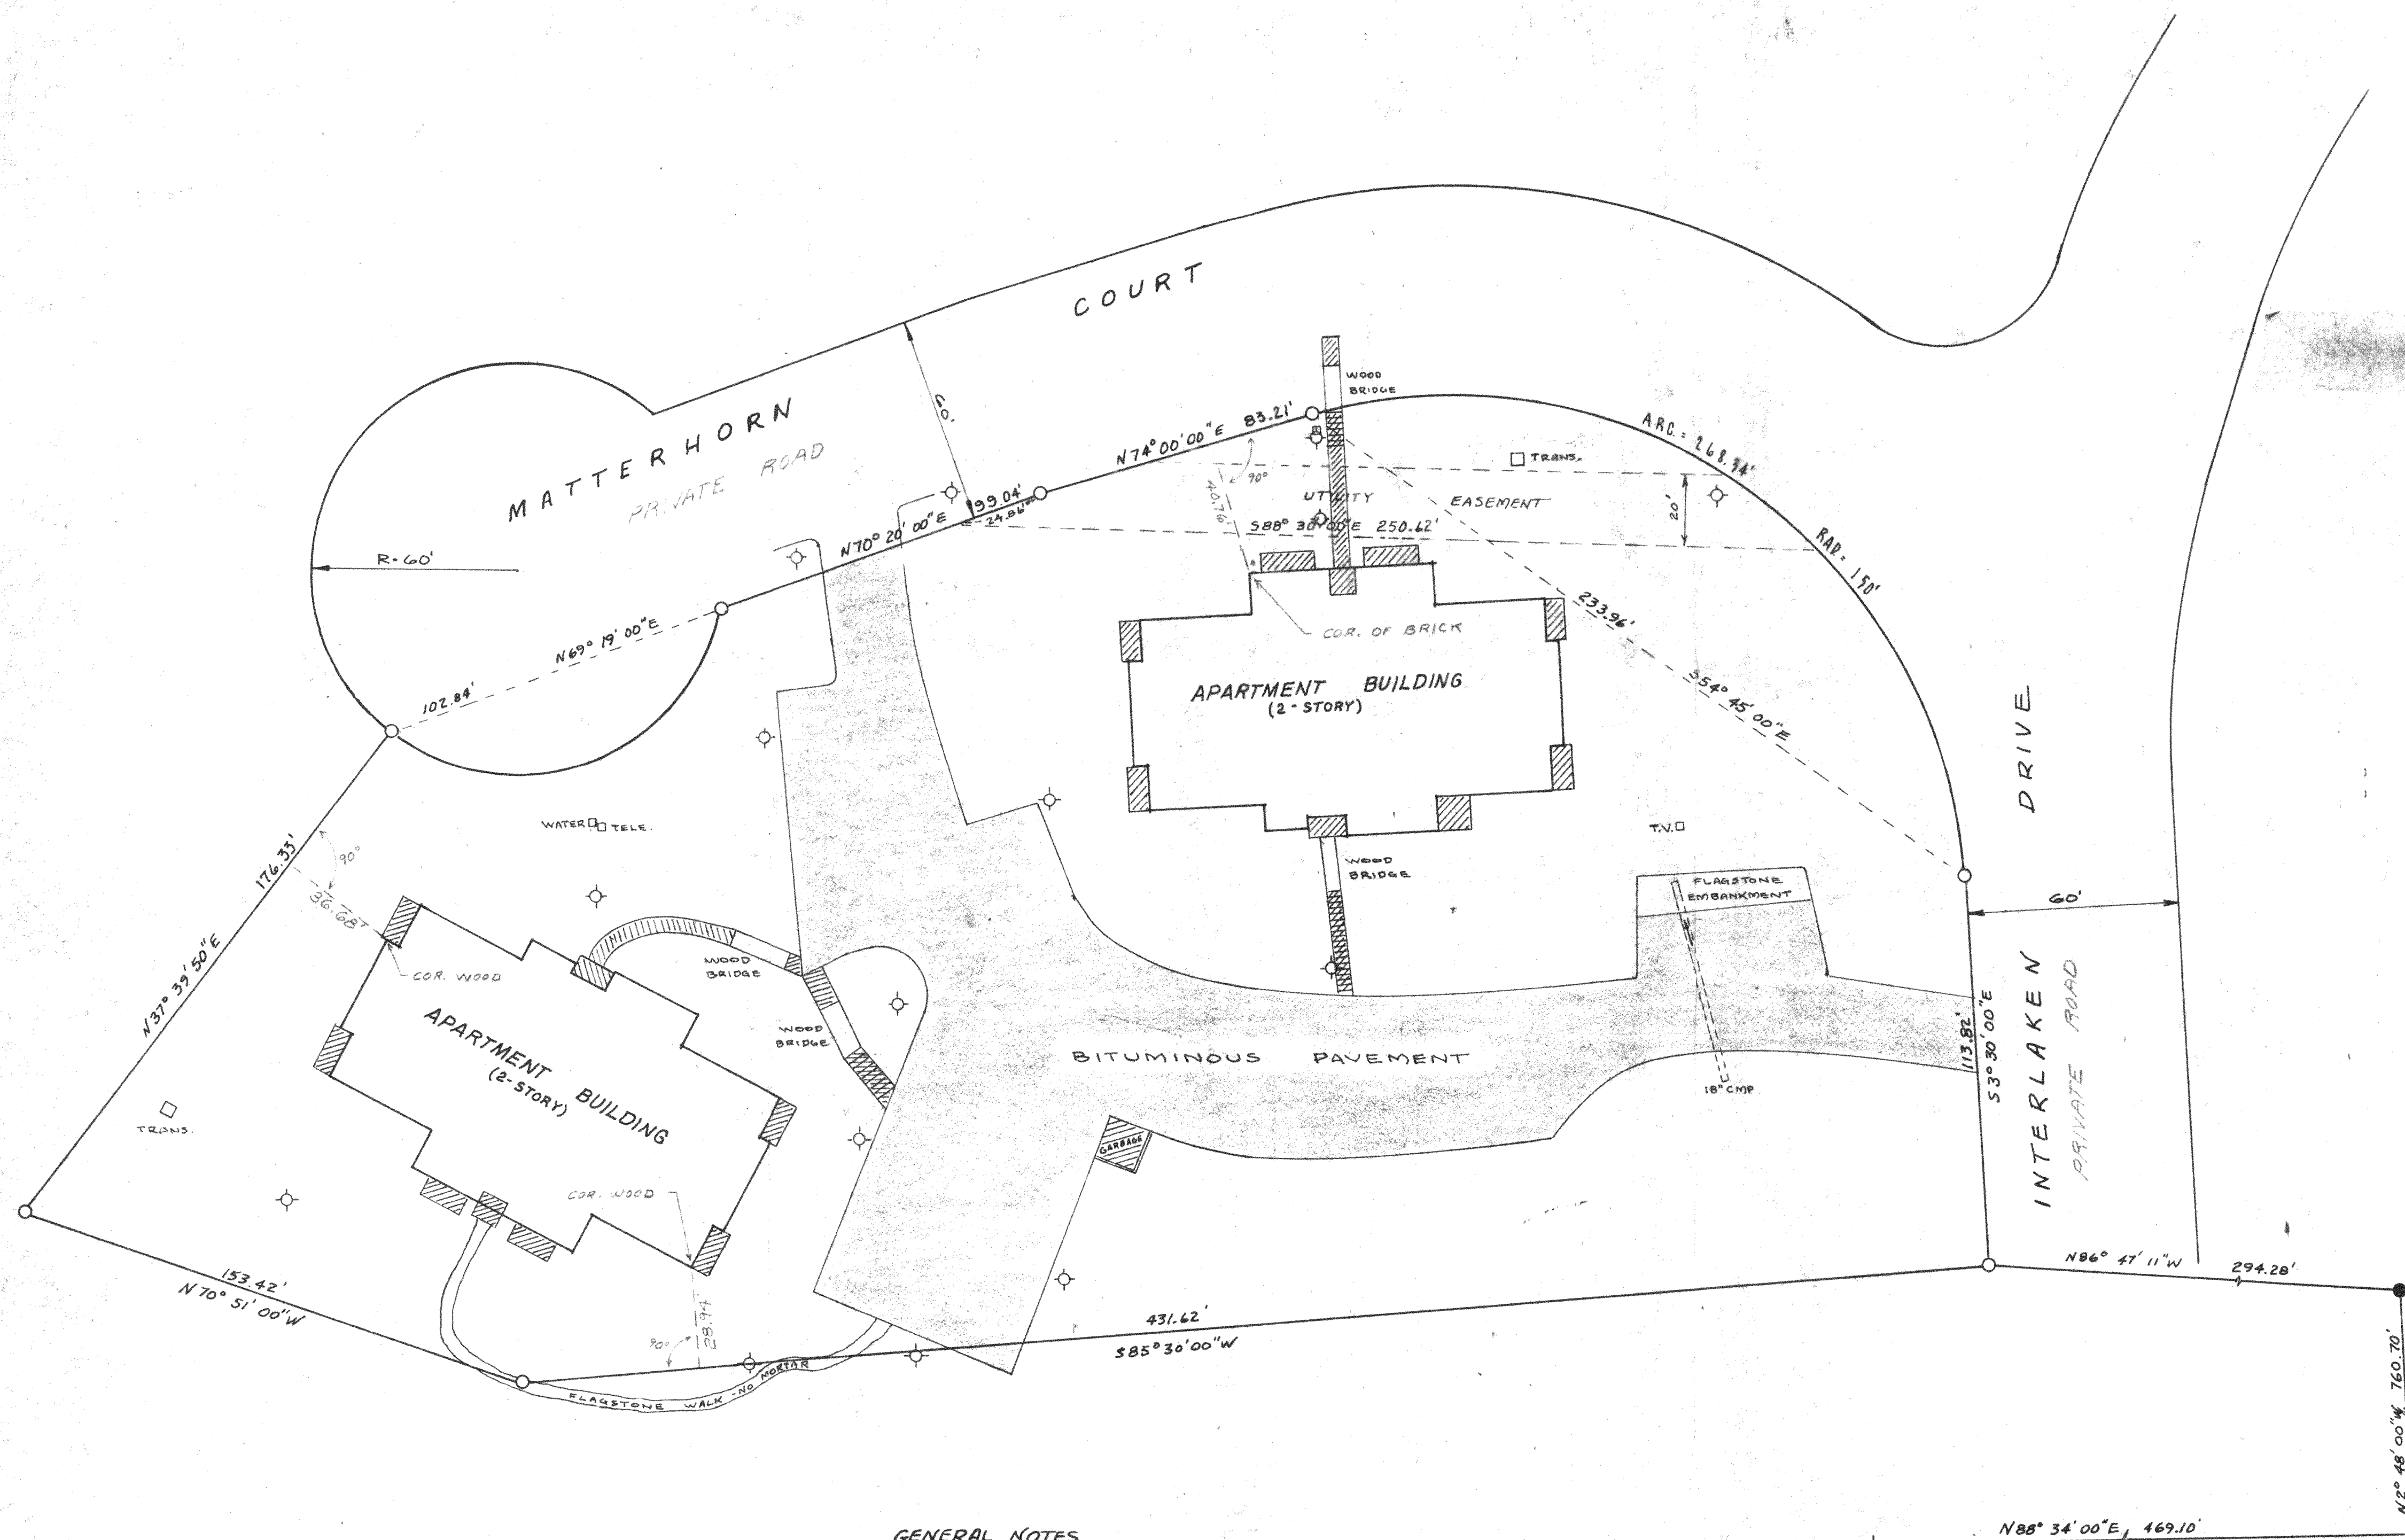 COURT
MATTERHORN
PRIVATE ROAD
60'
R=60'
WOOD
BRIDGE
N74°00'00"E 83.21'
ARC. = 268.34'
RAD. = 150'
TRANS.
90°
40.76'
UTILITY EASEMENT
20'
S88° 30'00"E 250.62'
99.04'
24.86'
N70° 20' 00"E
N69° 19' 00"E
102.84'
COR. OF BRICK
233.96'
S54° 45' 00"E
APARTMENT BUILDING
(2-STORY)
INTERLAKEN DRIVE
PRIVATE ROAD
60'
WATER TELE.
T.V.
176.33'
90°
36.68'
N37° 39' 50"E
WOOD
BRIDGE
FLAGSTONE
EMBANKMENT
COR. WOOD
WOOD
BRIDGE
WOOD
BRIDGE
APARTMENT BUILDING
(2-STORY)
BITUMINOUS PAVEMENT
113.82'
S3° 30' 00"E
18" CMP
TRANS.
GARBAGE
COR. WOOD
153.42'
N70° 51' 00"W
90°
28.94
431.62'
S85°30'00"W
N86° 47' 11"W 294.28'
FLAGSTONE WALK - NO MORTAR
N2° 48' 00"W 760.70'
GENERAL NOTES
N88° 34' 00"E, 469.10'